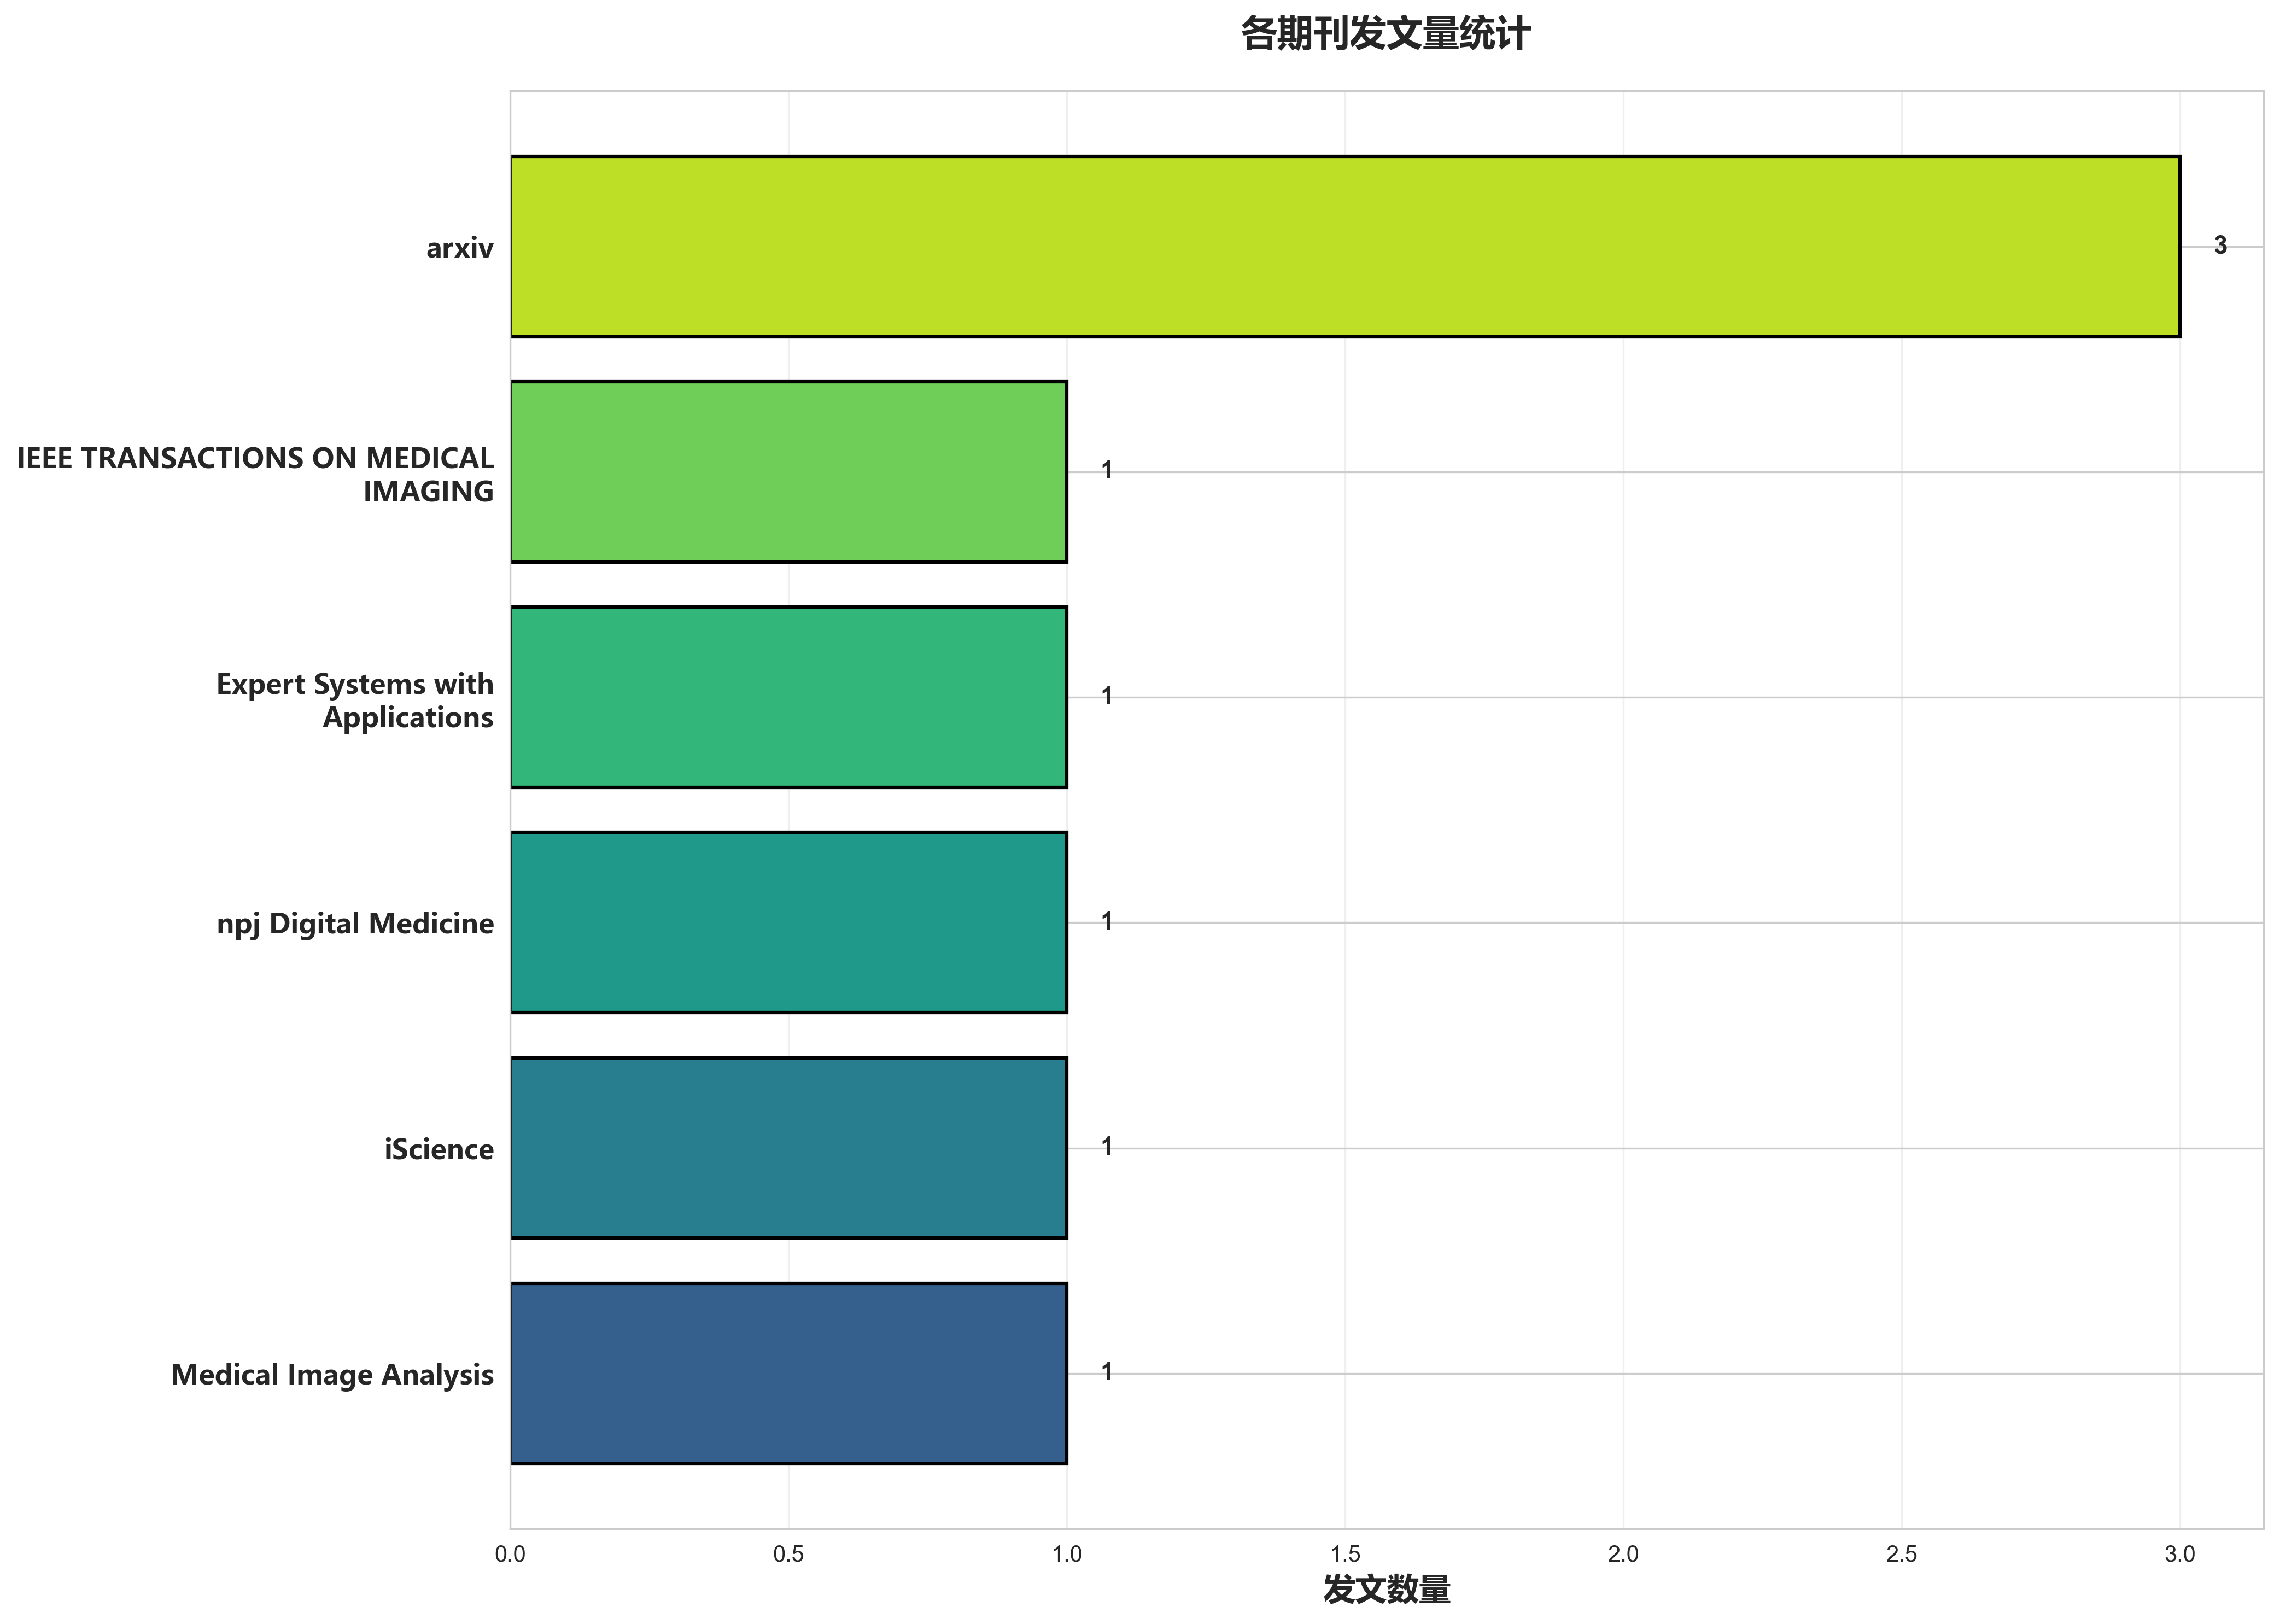 各期刊发文量统计
arxiv
3
IEEE TRANSACTIONS ON MEDICAL
IMAGING
1
Expert Systems with
Applications
1
npj Digital Medicine
1
iScience
1
Medical Image Analysis
1
0.0 0.5 1.0 1.5 2.0 2.5 3.0
发文数量